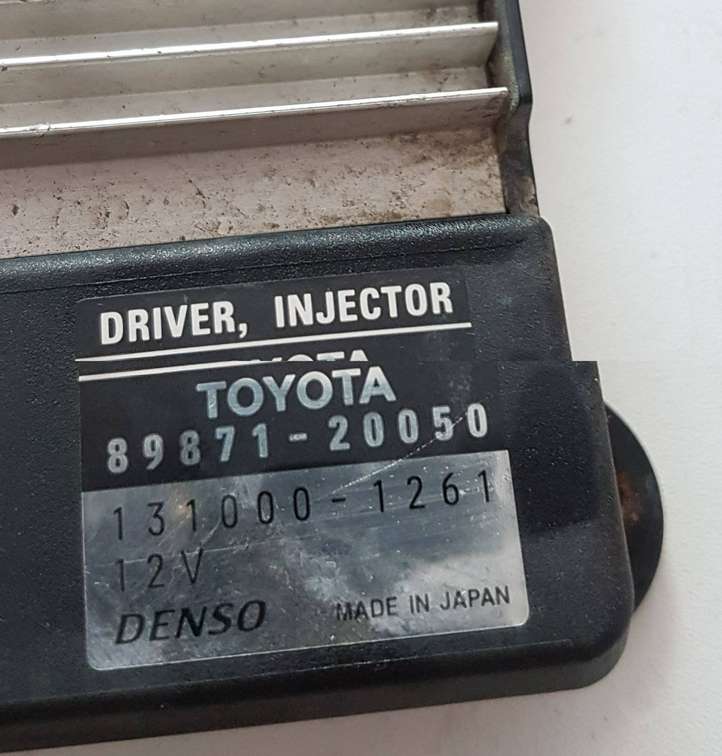 DRIVER, INJECTOR
TOYOTA
89871-20050
131000-1261
12V
DENSO MADE IN JAPAN